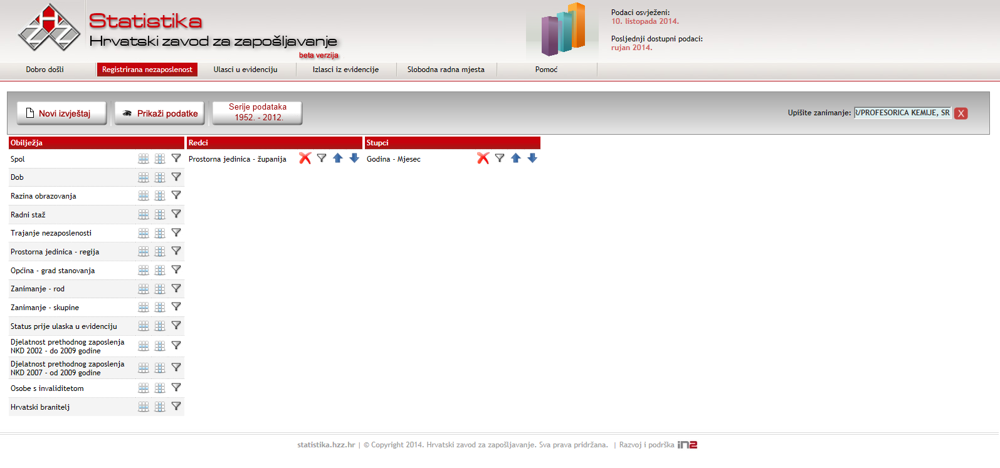 HZZ
Statistika
Hrvatski zavod za zapošljavanje
beta verzija
Podaci osvježeni:
10. listopada 2014.
Posljednji dostupni podaci:
rujan 2014.
Dobro došli
Registrirana nezaposlenost
Ulasci u evidenciju
Izlasci iz evidencije
Slobodna radna mjesta
Pomoć
Novi izvještaj
Prikaži podatke
Serije podataka
1952. - 2012.
Upišite zanimanje:
R/PROFESORICA KEMIJE, SR
X
Obilježja
Redci
Stupci
Spol
Prostorna jedinica - županija
Godina - Mjesec
Dob
Razina obrazovanja
Radni staž
Trajanje nezaposlenosti
Prostorna jedinica - regija
Općina - grad stanovanja
Zanimanje - rod
Zanimanje - skupine
Status prije ulaska u evidenciju
Djelatnost prethodnog zaposlenja
NKD 2002 - do 2009 godine
Djelatnost prethodnog zaposlenja
NKD 2007 - od 2009 godine
Osobe s invaliditetom
Hrvatski branitelj
statistika.hzz.hr | © Copyright 2014. Hrvatski zavod za zapošljavanje. Sva prava pridržana. | Razvoj i podrška in2